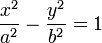 x²/a² − y²/b² = 1